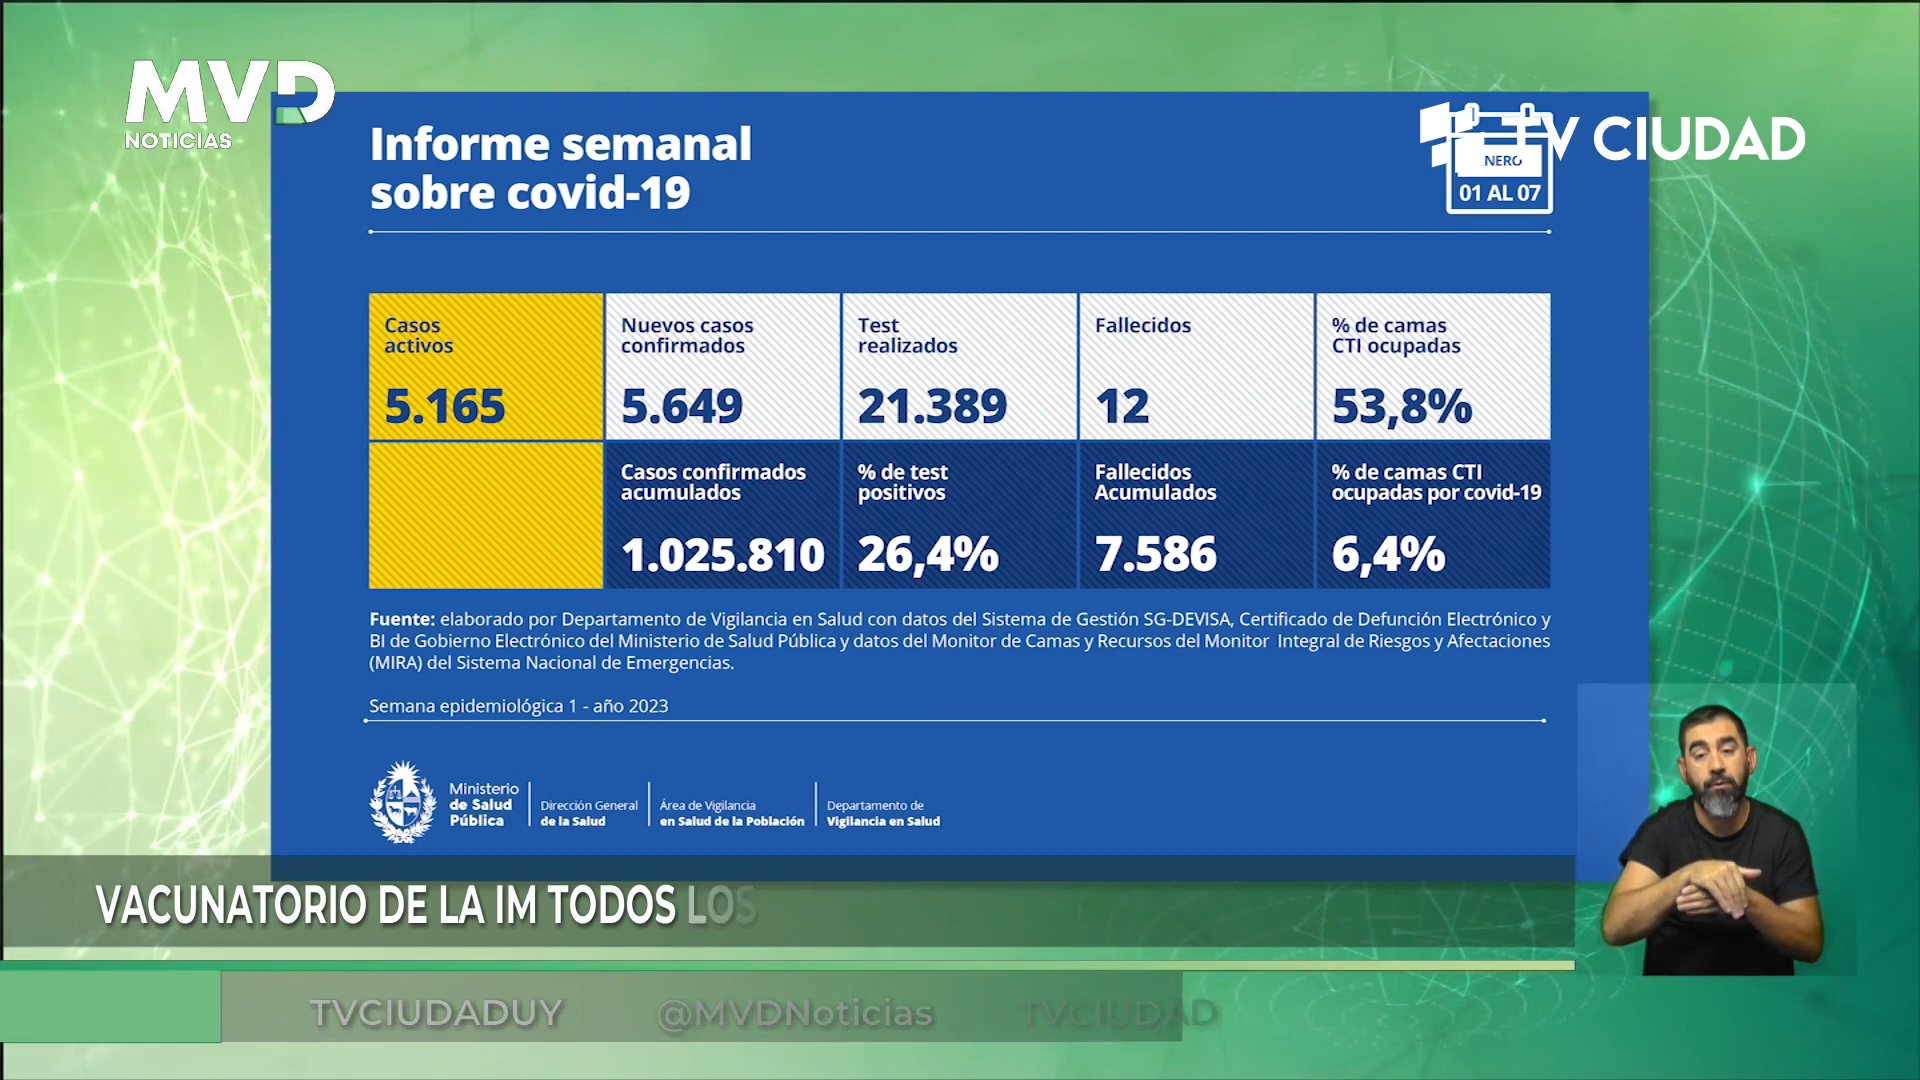 MVD
NOTICIAS
TV CIUDAD
NERO
01 AL 07
Informe semanal
sobre covid-19
Casos
activos
5.165
Nuevos casos
confirmados
5.649
Test
realizados
21.389
Fallecidos
12
% de camas
CTI ocupadas
53,8%
Casos confirmados
acumulados
1.025.810
% de test
positivos
26,4%
Fallecidos
Acumulados
7.586
% de camas CTI
ocupadas por covid-19
6,4%
Fuente: elaborado por Departamento de Vigilancia en Salud con datos del Sistema de Gestión SG-DEVISA, Certificado de Defunción Electrónico y
BI de Gobierno Electrónico del Ministerio de Salud Pública y datos del Monitor de Camas y Recursos del Monitor Integral de Riesgos y Afectaciones
(MIRA) del Sistema Nacional de Emergencias.
Semana epidemiológica 1 - año 2023
Ministerio
de Salud
Pública
Dirección General
de la Salud
Área de Vigilancia
en Salud de la Población
Departamento de
Vigilancia en Salud
VACUNATORIO DE LA IM TODOS LOS
TVCIUDADUY @MVDNoticias TVCIUDAD